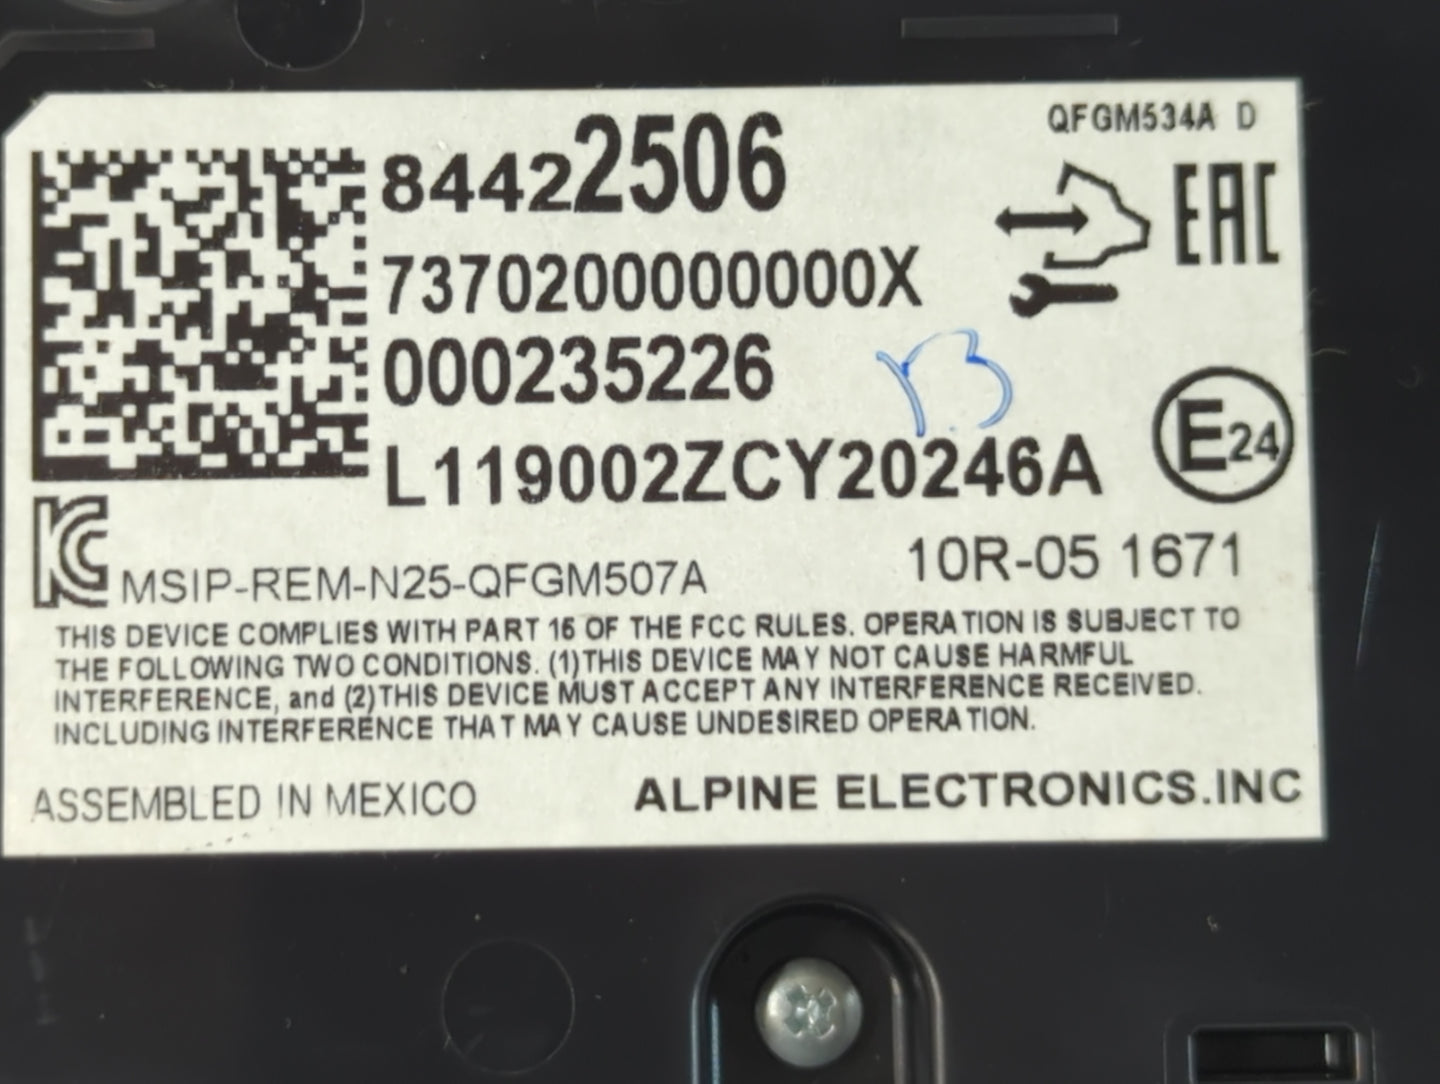 QFGM534A D
84422506
EAC
7370200000000X
000235226
L119002ZCY20246A
E24
KC
MSIP-REM-N25-QFGM507A
10R-05 1671
THIS DEVICE COMPLIES WITH PART 15 OF THE FCC RULES. OPERATION IS SUBJECT TO
THE FOLLOWING TWO CONDITIONS. (1)THIS DEVICE MAY NOT CAUSE HARMFUL
INTERFERENCE, and (2)THIS DEVICE MUST ACCEPT ANY INTERFERENCE RECEIVED.
INCLUDING INTERFERENCE THAT MAY CAUSE UNDESIRED OPERATION.
ASSEMBLED IN MEXICO
ALPINE ELECTRONICS.INC